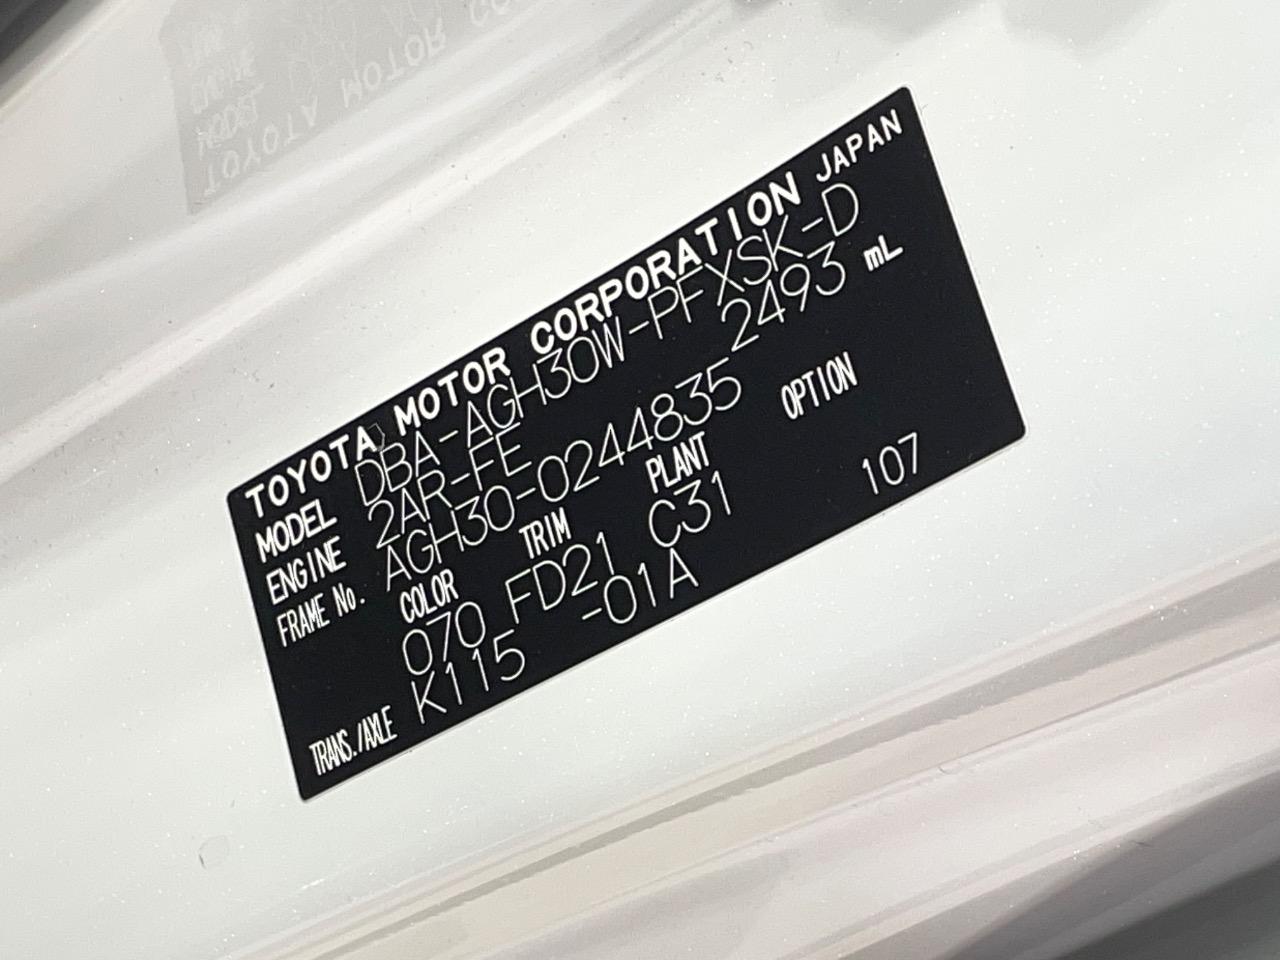 TOYOTA MOTOR CORPORATION JAPAN
MODEL DBA-AGH30W-PFXSK-D
ENGINE 2AR-FE 2493 mL
FRAME No. AGH30-0244835
COLOR TRIM PLANT OPTION
070 FD21 C31 107
TRANS./AXLE K115 -01A